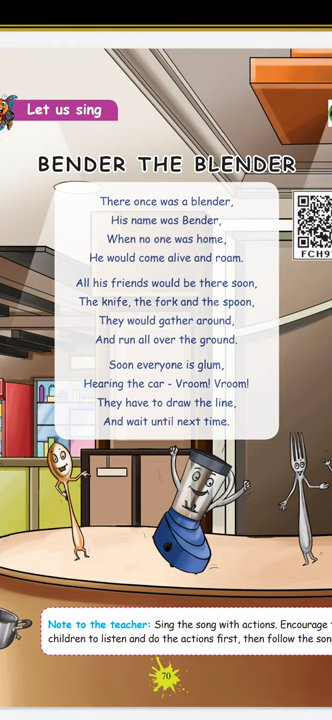 Let us sing
BENDER THE BLENDER
There once was a blender,
His name was Bender,
When no one was home,
He would come alive and roam.
All his friends would be there soon,
The knife, the fork and the spoon,
They would gather around,
And run all over the ground.
Soon everyone is glum,
Hearing the car - Vroom! Vroom!
They have to draw the line,
And wait until next time.
FCH9
Note to the teacher: Sing the song with actions. Encourage
children to listen and do the actions first, then follow the
70